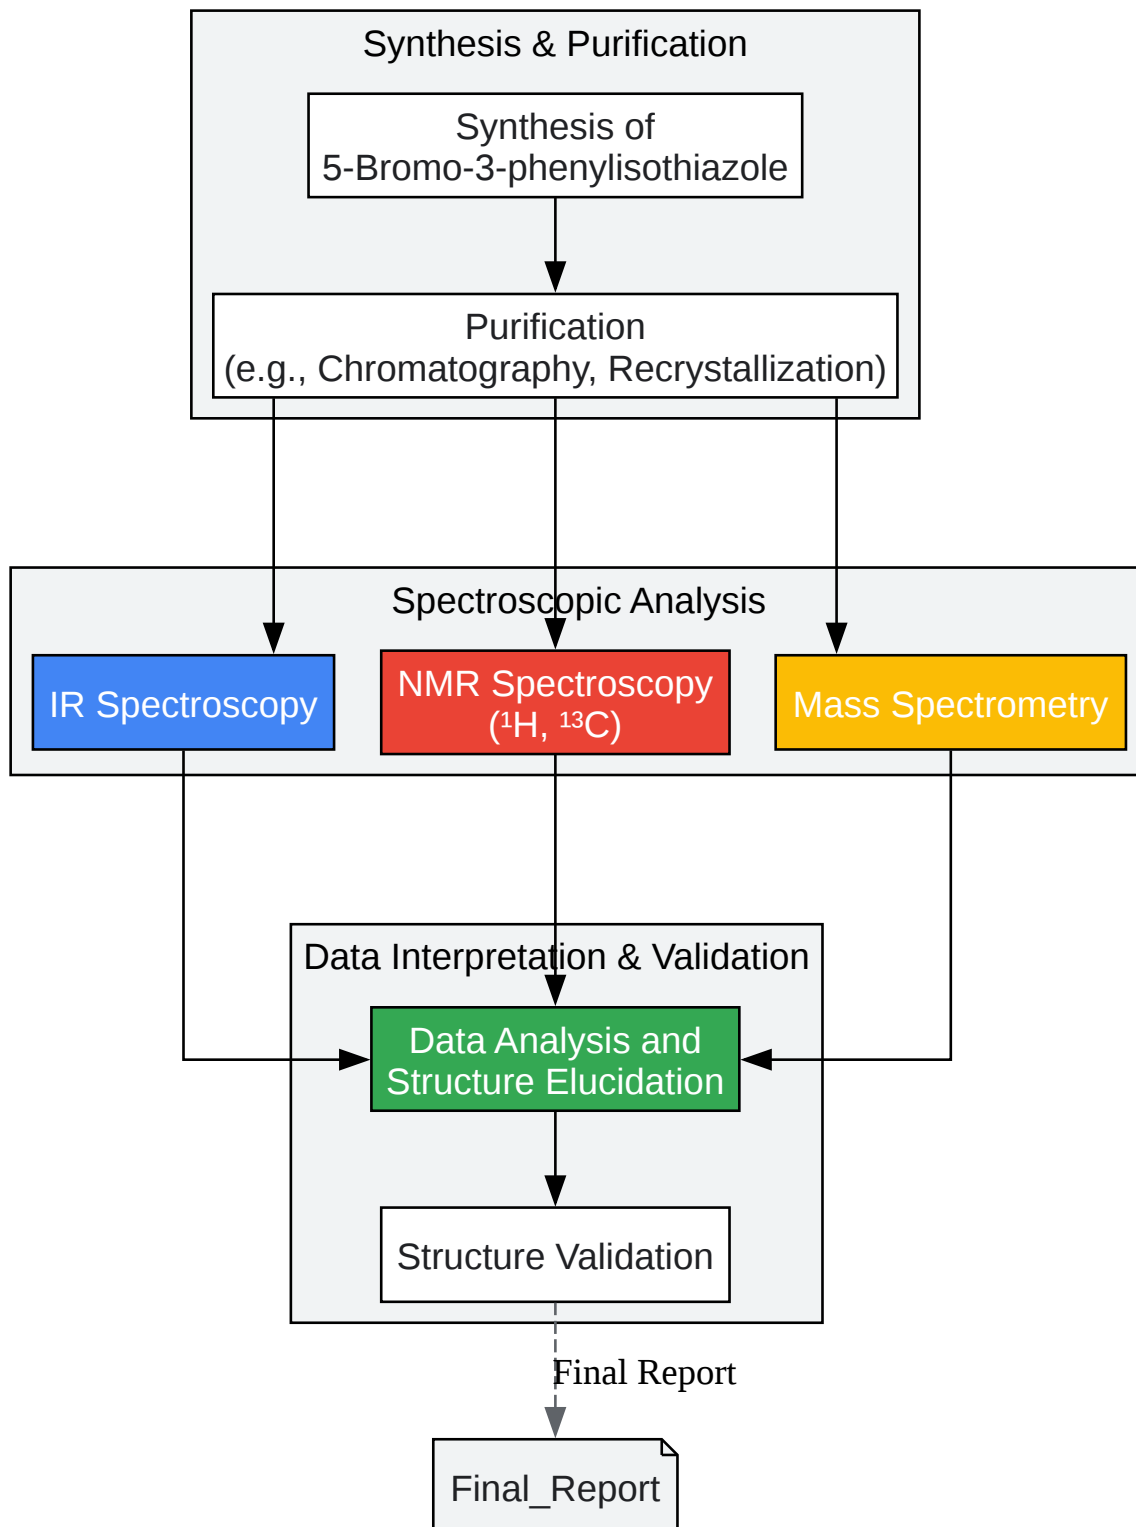 Synthesis & Purification
Synthesis of
5-Bromo-3-phenylisothiazole
Purification
(e.g., Chromatography, Recrystallization)
Spectroscopic Analysis
IR Spectroscopy
NMR Spectroscopy
(¹H, ¹³C)
Mass Spectrometry
Data Interpretation & Validation
Data Analysis and
Structure Elucidation
Structure Validation
Final Report
Final_Report